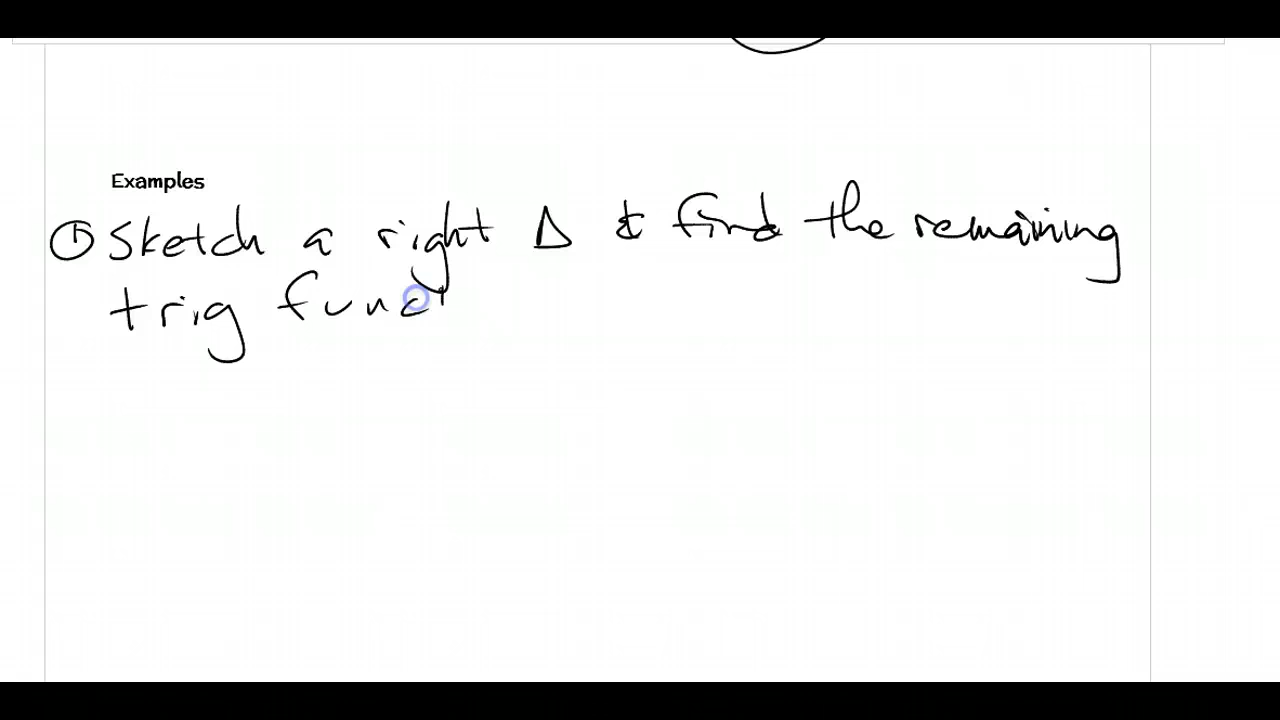 Examples
① Sketch a right Δ & find the remaining
trig func